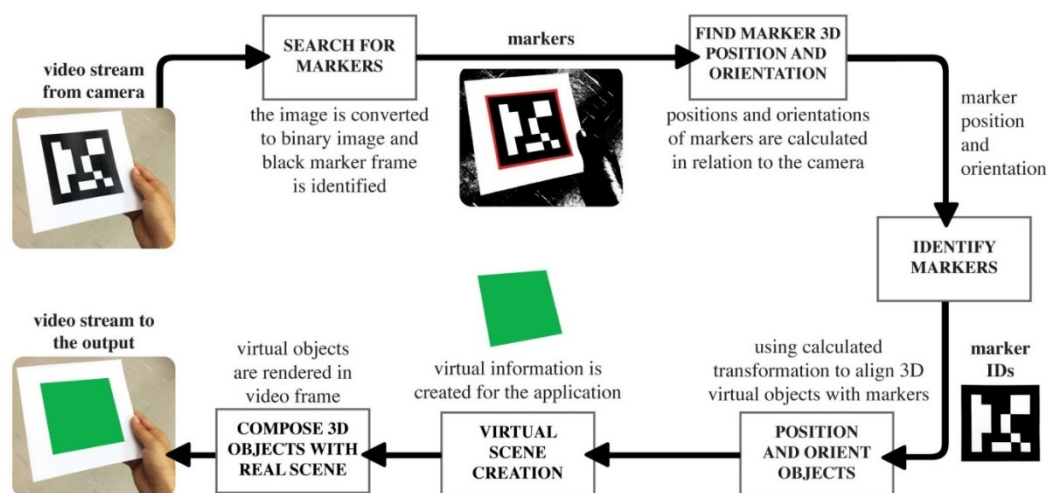 video stream
from camera
SEARCH FOR
MARKERS
the image is converted
to binary image and
black marker frame
is identified
markers
FIND MARKER 3D
POSITION AND
ORIENTATION
positions and orientations
of markers are calculated
in relation to the camera
marker
position
and
orientation
IDENTIFY
MARKERS
marker
IDs
using calculated
transformation to align 3D
virtual objects with markers
POSITION
AND ORIENT
OBJECTS
virtual information is
created for the application
VIRTUAL
SCENE
CREATION
virtual objects
are rendered in
video frame
COMPOSE 3D
OBJECTS WITH
REAL SCENE
video stream to
the output